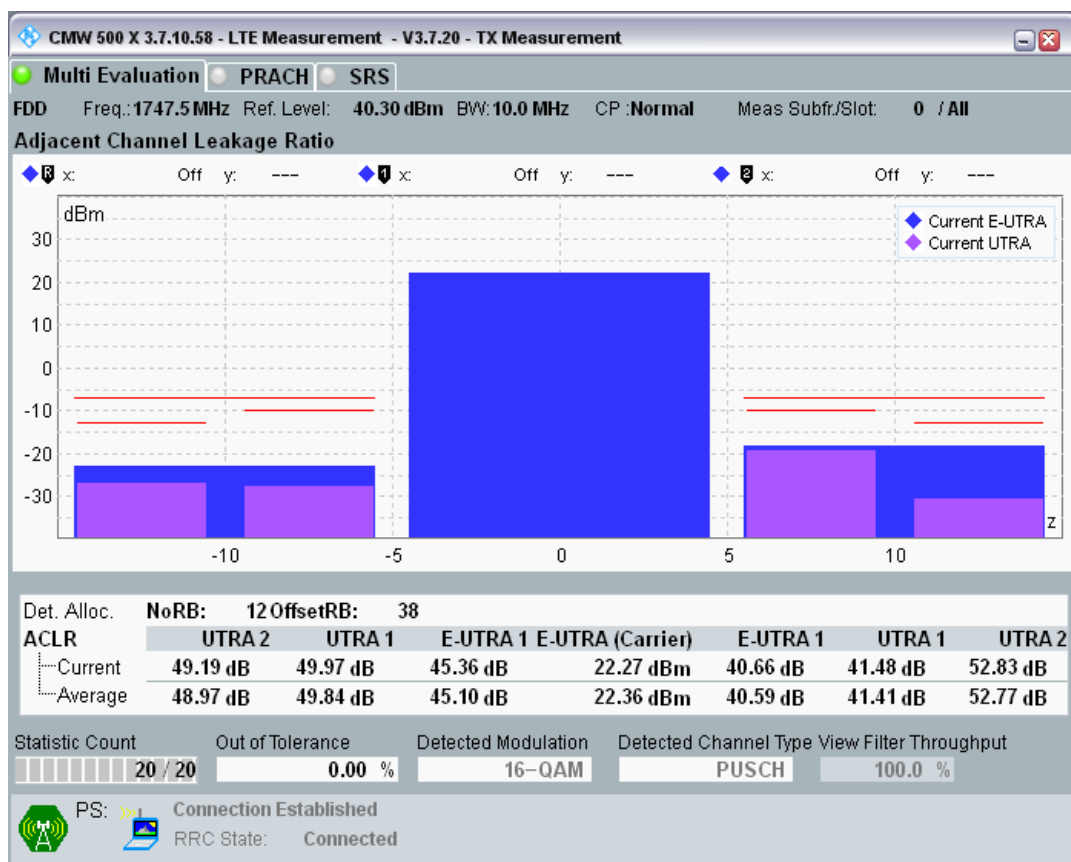 CMW 500 X 3.7.10.58 - LTE Measurement - V3.7.20 - TX Measurement
Multi Evaluation PRACH SRS
FDD Freq.: 1747.5 MHz Ref. Level: 40.30 dBm BW: 10.0 MHz CP :Normal Meas Subfr./Slot: 0 / All
Adjacent Channel Leakage Ratio
R x: Off y: --- 1 x: Off y: --- 2 x: Off y: ---
dBm
Current E-UTRA
Current UTRA
30
20
10
0
-10
-20
-30
z
-10 -5 0 5 10
Det. Alloc. NoRB: 12 OffsetRB: 38
ACLR UTRA 2 UTRA 1 E-UTRA 1 E-UTRA (Carrier) E-UTRA 1 UTRA 1 UTRA 2
Current 49.19 dB 49.97 dB 45.36 dB 22.27 dBm 40.66 dB 41.48 dB 52.83 dB
Average 48.97 dB 49.84 dB 45.10 dB 22.36 dBm 40.59 dB 41.41 dB 52.77 dB
Statistic Count Out of Tolerance Detected Modulation Detected Channel Type View Filter Throughput
20 / 20 0.00 % 16-QAM PUSCH 100.0 %
PS: Connection Established
RRC State: Connected